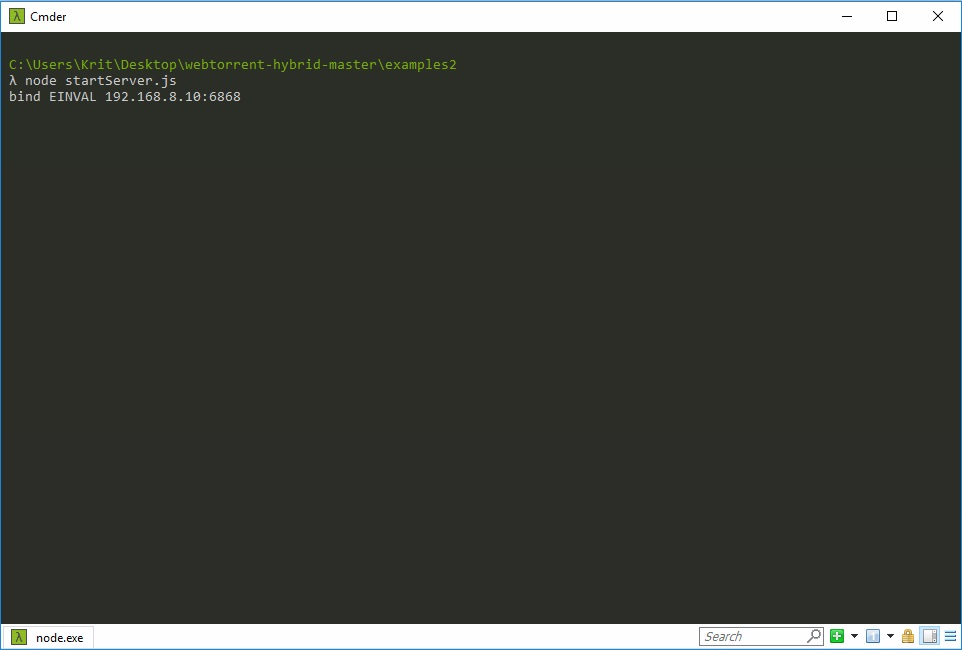 λ Cmder
C:\Users\Krit\Desktop\webtorrent-hybrid-master\examples2
λ node startServer.js
bind EINVAL 192.168.8.10:6868
λ node.exe
Search